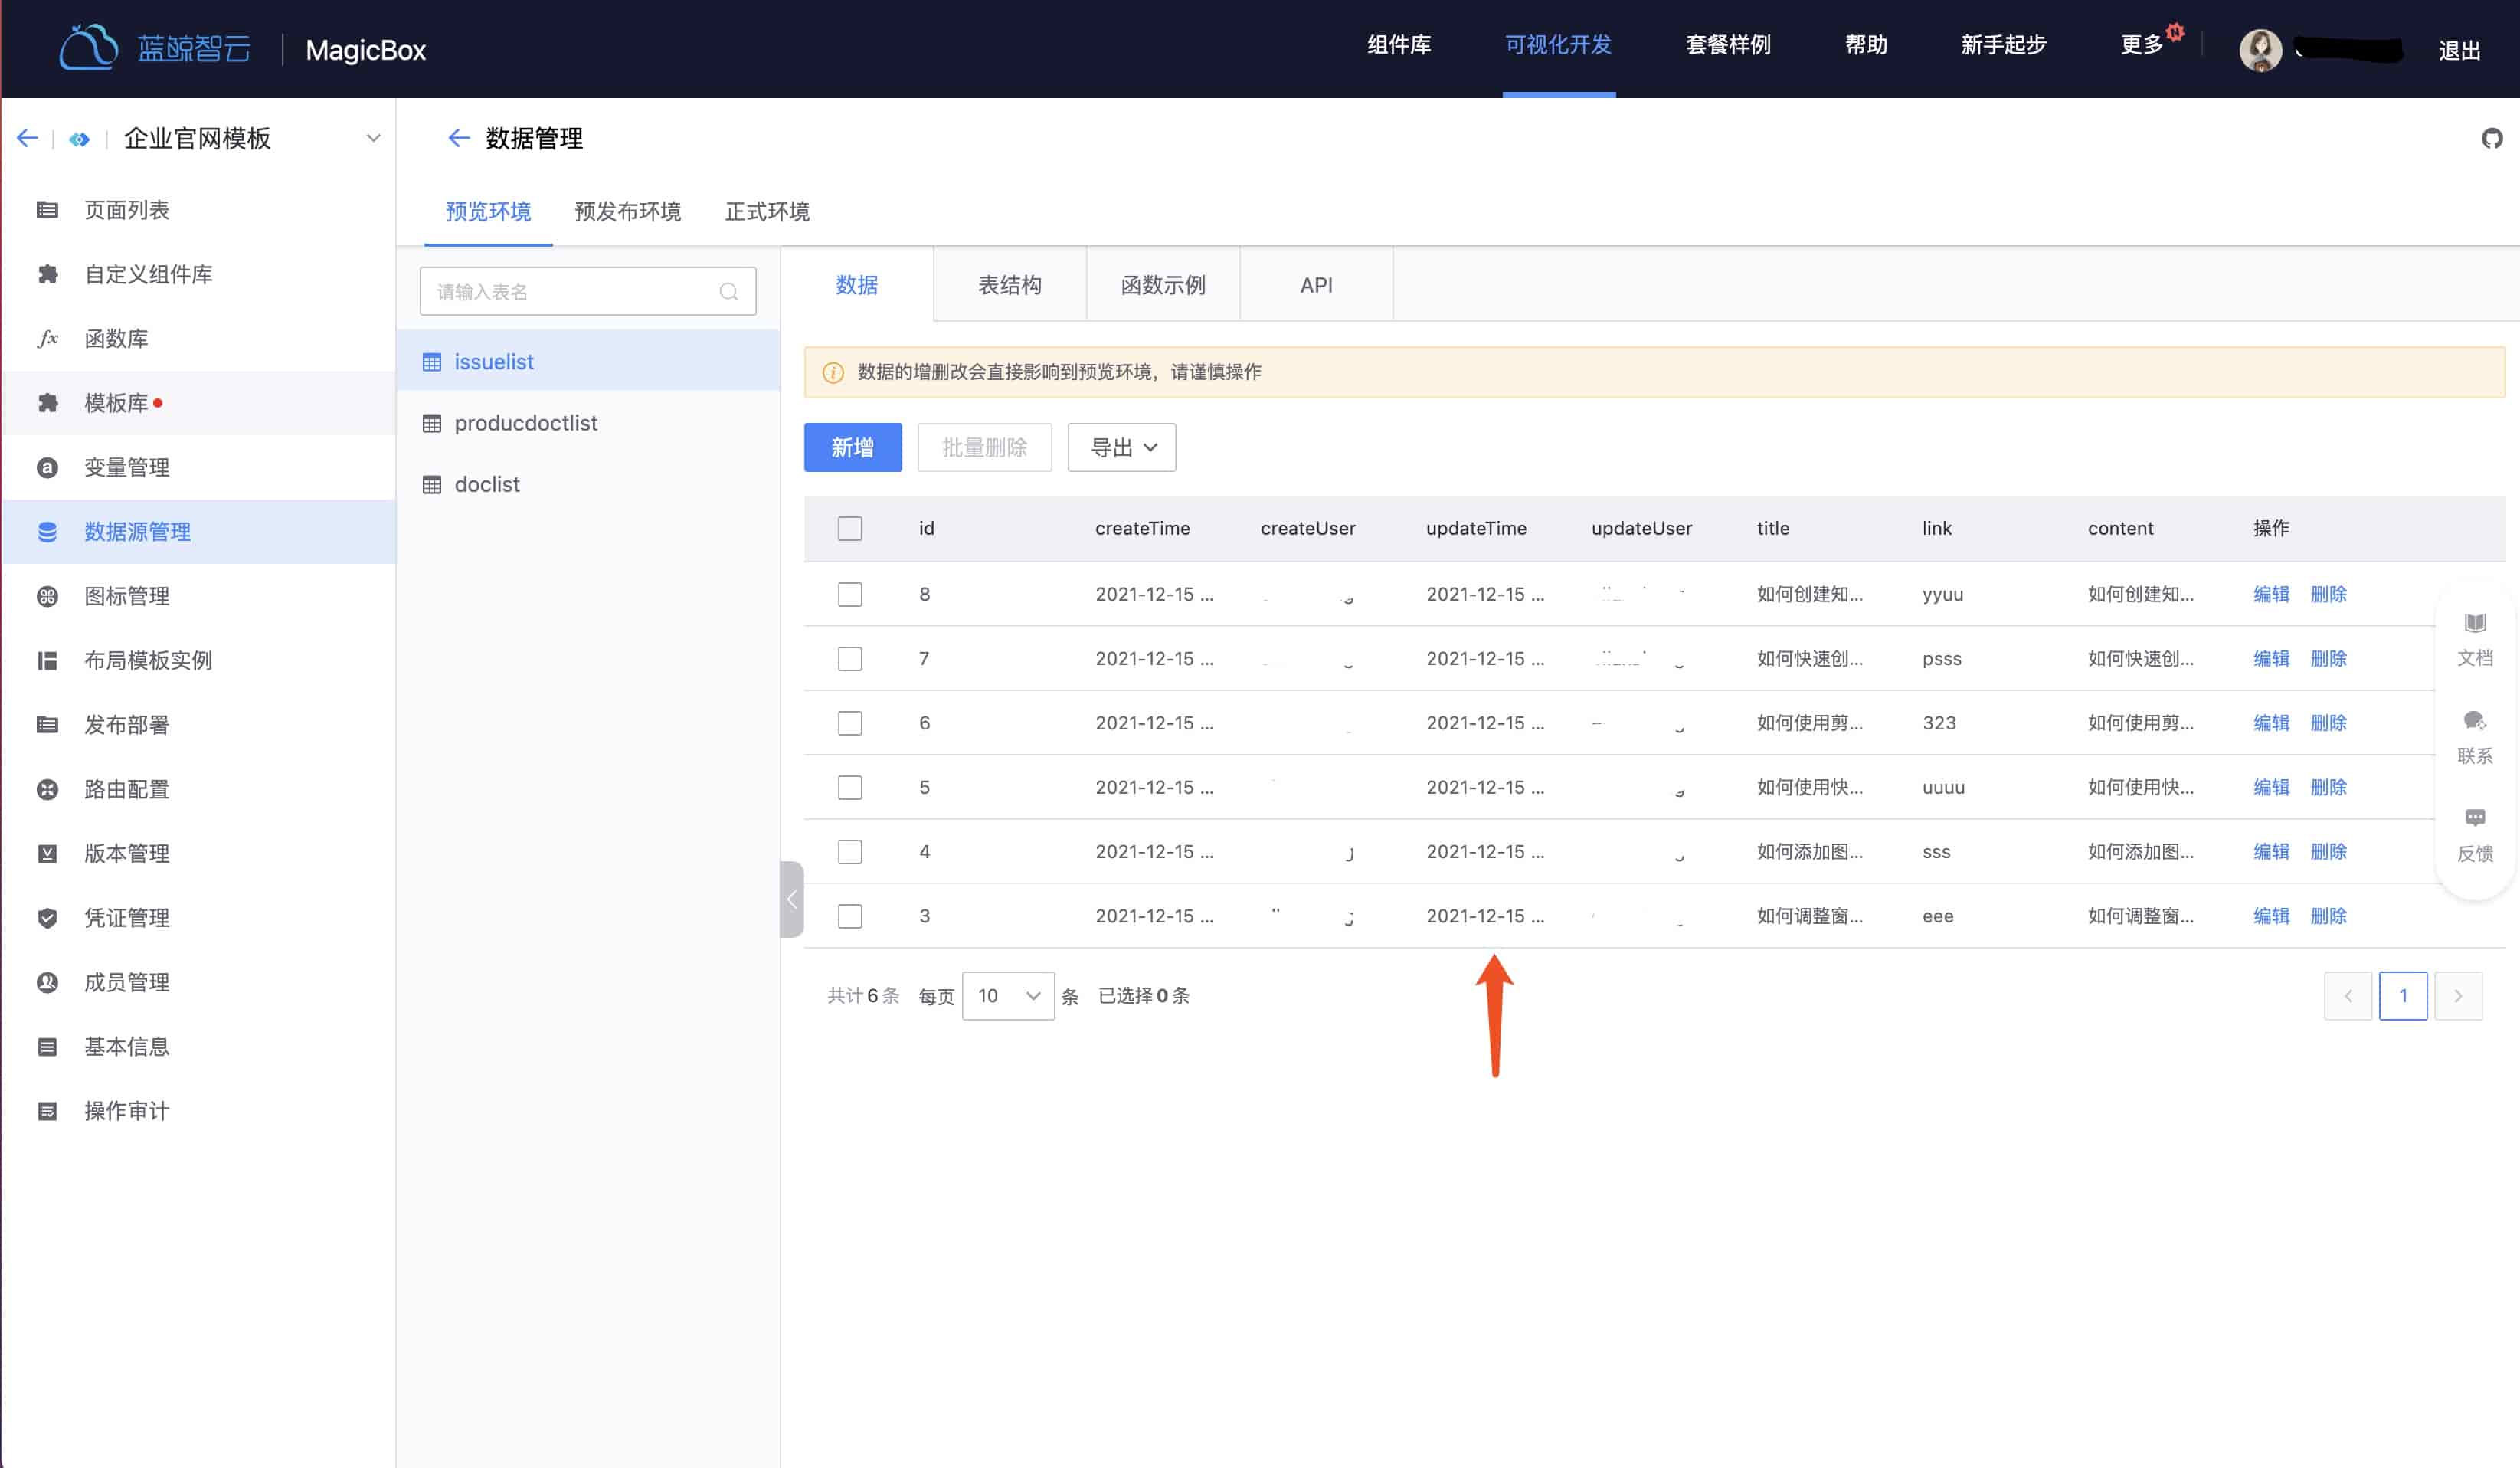 蓝鲸智云 | MagicBox 组件库 可视化开发 套餐样例 帮助 新手起步 更多 N 退出
企业官网模板
页面列表
自定义组件库
fx 函数库
模板库
a 变量管理
数据源管理
图标管理
布局模板实例
发布部署
路由配置
版本管理
凭证管理
成员管理
基本信息
操作审计
数据管理
预览环境 预发布环境 正式环境
请输入表名
issuelist
producdoctlist
doclist
数据 表结构 函数示例 API
数据的增删改会直接影响到预览环境，请谨慎操作
新增 批量删除 导出
id createTime createUser updateTime updateUser title link content 操作
8 2021-12-15 ... 2021-12-15 ... 如何创建知... yyuu 如何创建知... 编辑 删除
7 2021-12-15 ... 2021-12-15 ... 如何快速创... psss 如何快速创... 编辑 删除
6 2021-12-15 ... 2021-12-15 ... 如何使用剪... 323 如何使用剪... 编辑 删除
5 2021-12-15 ... 2021-12-15 ... 如何使用快... uuuu 如何使用快... 编辑 删除
4 2021-12-15 ... 2021-12-15 ... 如何添加图... sss 如何添加图... 编辑 删除
3 2021-12-15 ... 2021-12-15 ... 如何调整窗... eee 如何调整窗... 编辑 删除
共计 6 条 每页 10 条 已选择 0 条 1
文档
联系
反馈